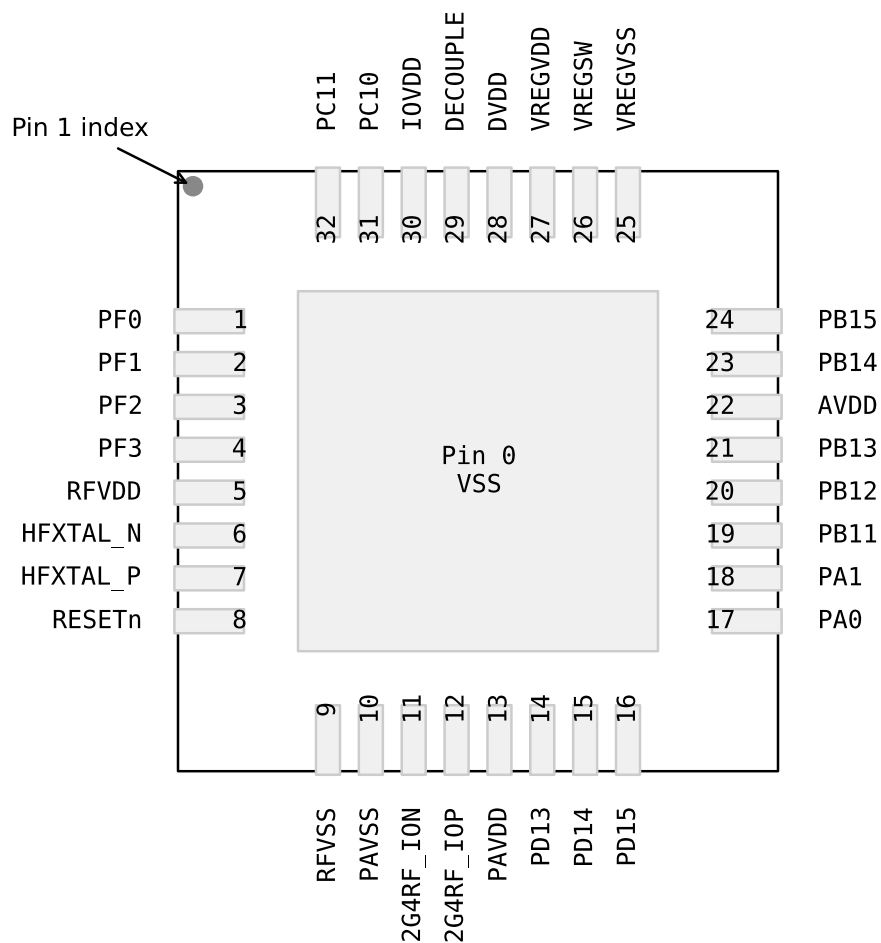 PC11
PC10
IOVDD
DECOUPLE
DVDD
VREGVDD
VREGSW
VREGVSS
Pin 1 index
32
31
30
29
28
27
26
25
PF0 1
PF1 2
PF2 3
PF3 4
RFVDD 5
HFXTAL_N 6
HFXTAL_P 7
RESETn 8
Pin 0
VSS
24 PB15
23 PB14
22 AVDD
21 PB13
20 PB12
19 PB11
18 PA1
17 PA0
9
10
11
12
13
14
15
16
RFVSS
PAVSS
2G4RF_ION
2G4RF_IOP
PAVDD
PD13
PD14
PD15